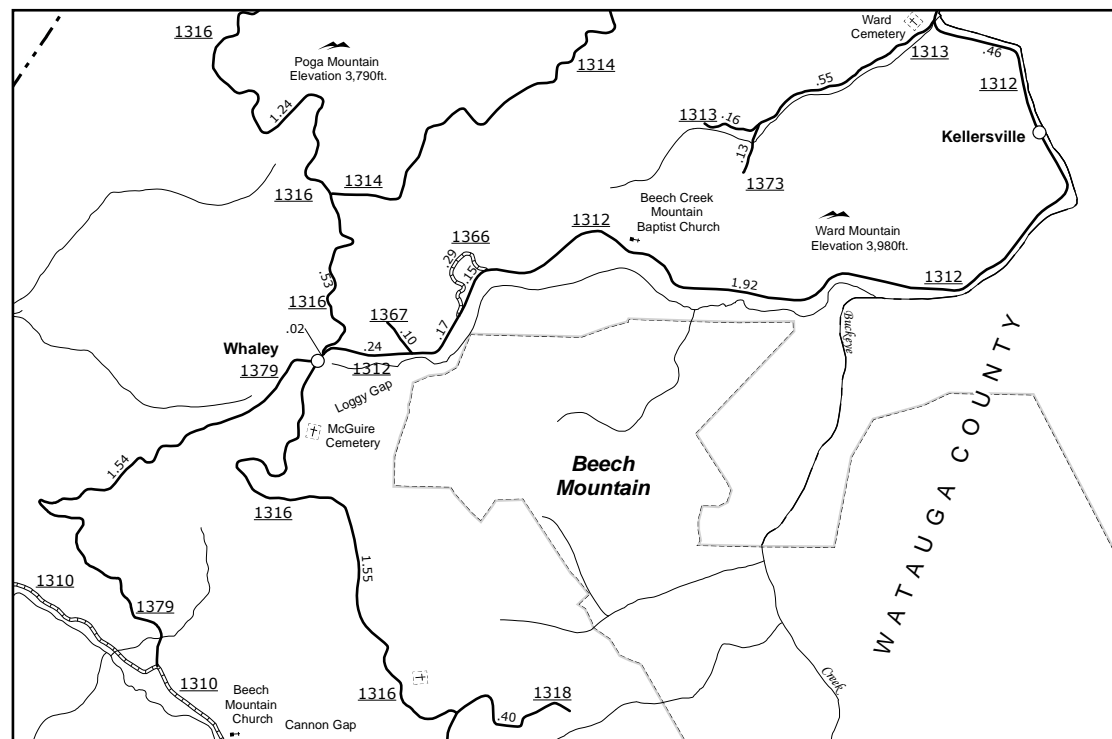 1316
Poga Mountain
Elevation 3,790ft.
1314
Ward
Cemetery
1313
.46
1312
.55
1.24
1313
.16
Kellersville
.13
1373
1316
1314
Beech Creek
Mountain
Baptist Church
1312
Ward Mountain
Elevation 3,980ft.
1366
.29
.15
.53
1316
1367
1.92
1312
.02
.10
.17
Whaley
.24
1379
1312
Buckeye
Loggy Gap
McGuire
Cemetery
WATAUGA COUNTY
1.54
Beech
Mountain
1316
1.55
1310
1379
1310
1316
1318
Creek
Beech
Mountain
Church
Cannon Gap
.40